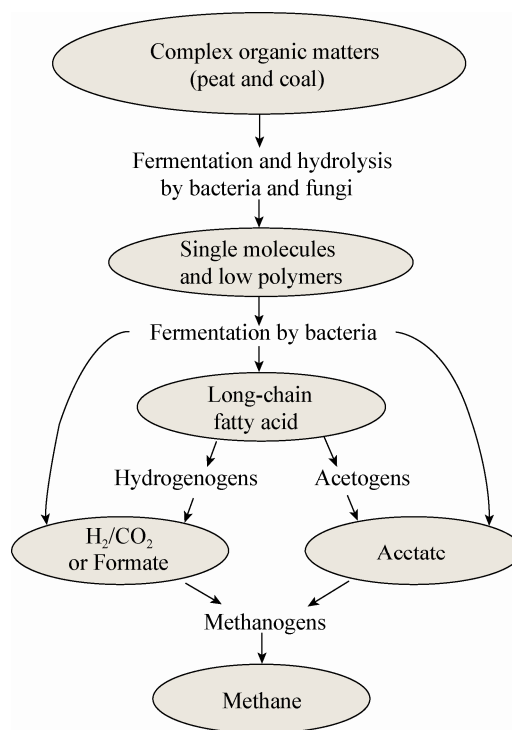 Complex organic matters
(peat and coal)
Fermentation and hydrolysis
by bacteria and fungi
Single molecules
and low polymers
Fermentation by bacteria
Long-chain
fatty acid
Hydrogenogens
Acetogens
H₂/CO₂
or Formate
Acctatc
Methanogens
Methane